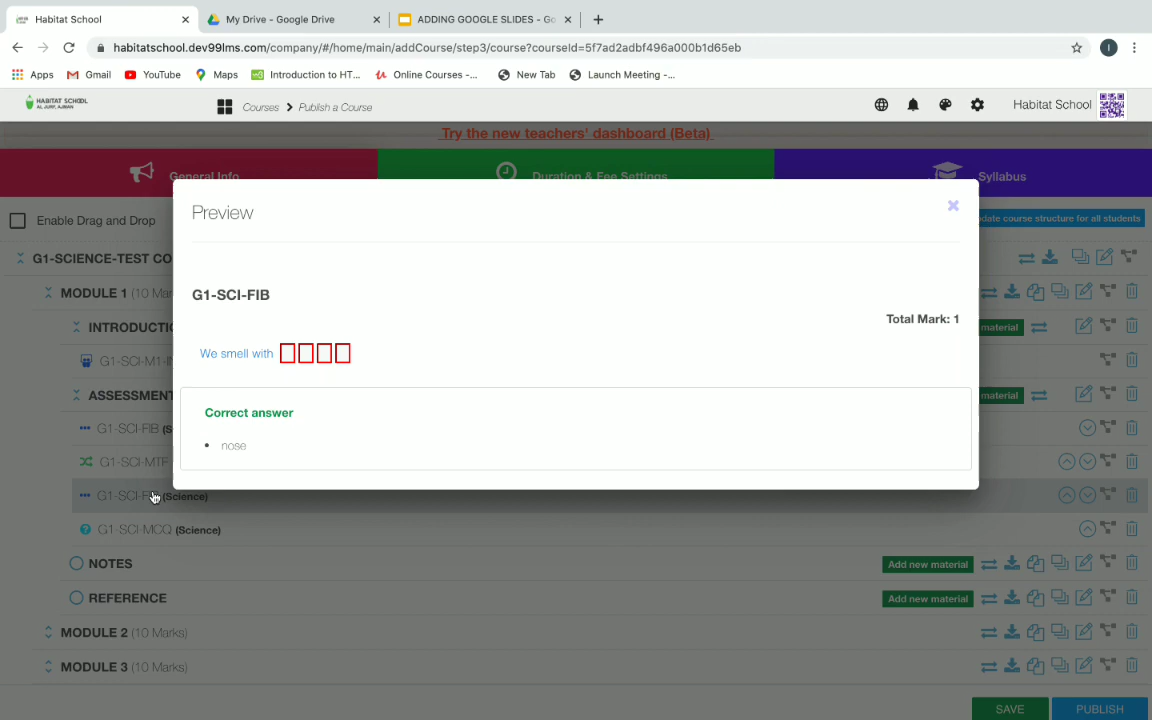 Habitat School
My Drive - Google Drive
ADDING GOOGLE SLIDES - Go
habitatschool.dev99lms.com/company/#/home/main/addCourse/step3/course?courseId=5f7ad2adbf496a000b1d65eb
I
Apps Gmail YouTube Maps Introduction to HT... Online Courses -... New Tab Launch Meeting -...
HABITAT SCHOOL
AL JURF, AJMAN
Courses > Publish a Course
Habitat School
Try the new teachers' dashboard (Beta)
General Info Duration & Fee Settings Syllabus
Enable Drag and Drop
date course structure for all students
G1-SCIENCE-TEST CO
MODULE 1 (10 Mar
INTRODUCTIO
material
G1-SCI-M1-I
ASSESSMENT
material
G1-SCI-FIB (S
G1-SCI-MTF
(Science)
G1-SCI-MCQ (Science)
NOTES Add new material
REFERENCE Add new material
MODULE 2 (10 Marks)
MODULE 3 (10 Marks)
SAVE PUBLISH
Preview
G1-SCI-FIB
Total Mark: 1
We smell with
Correct answer
• nose